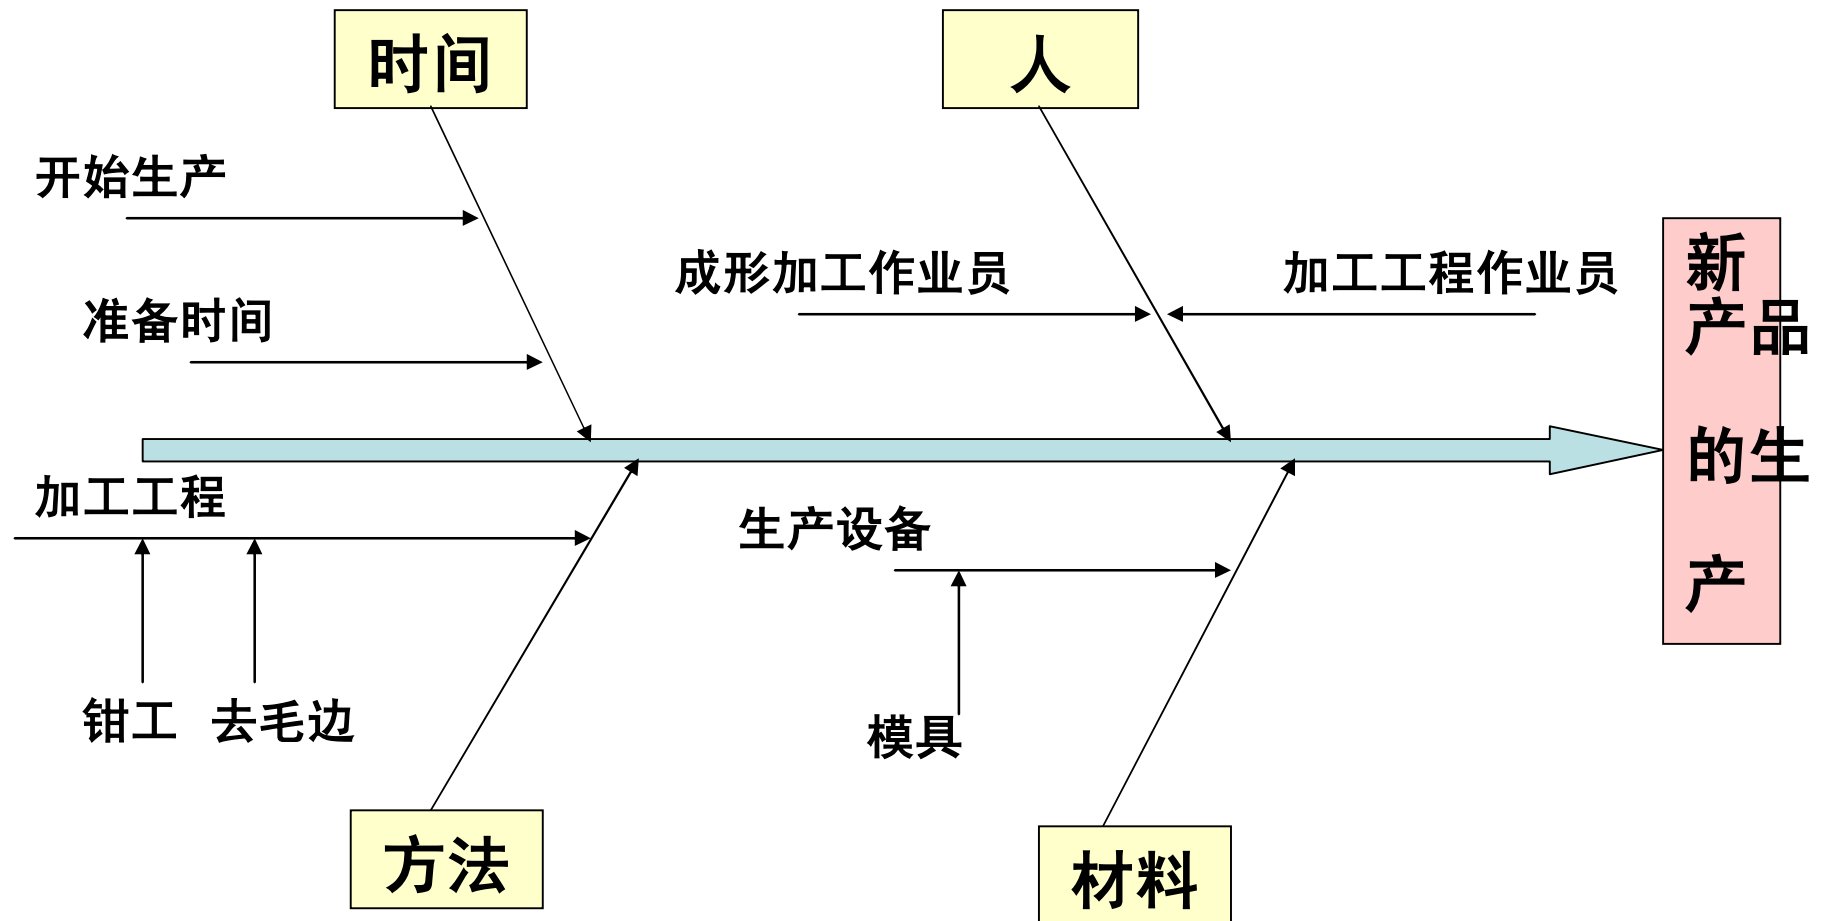 时间
人
开始生产
成形加工作业员
加工工程作业员
准备时间
新
产品
的生
产
加工工程
生产设备
钳工
去毛边
模具
方法
材料